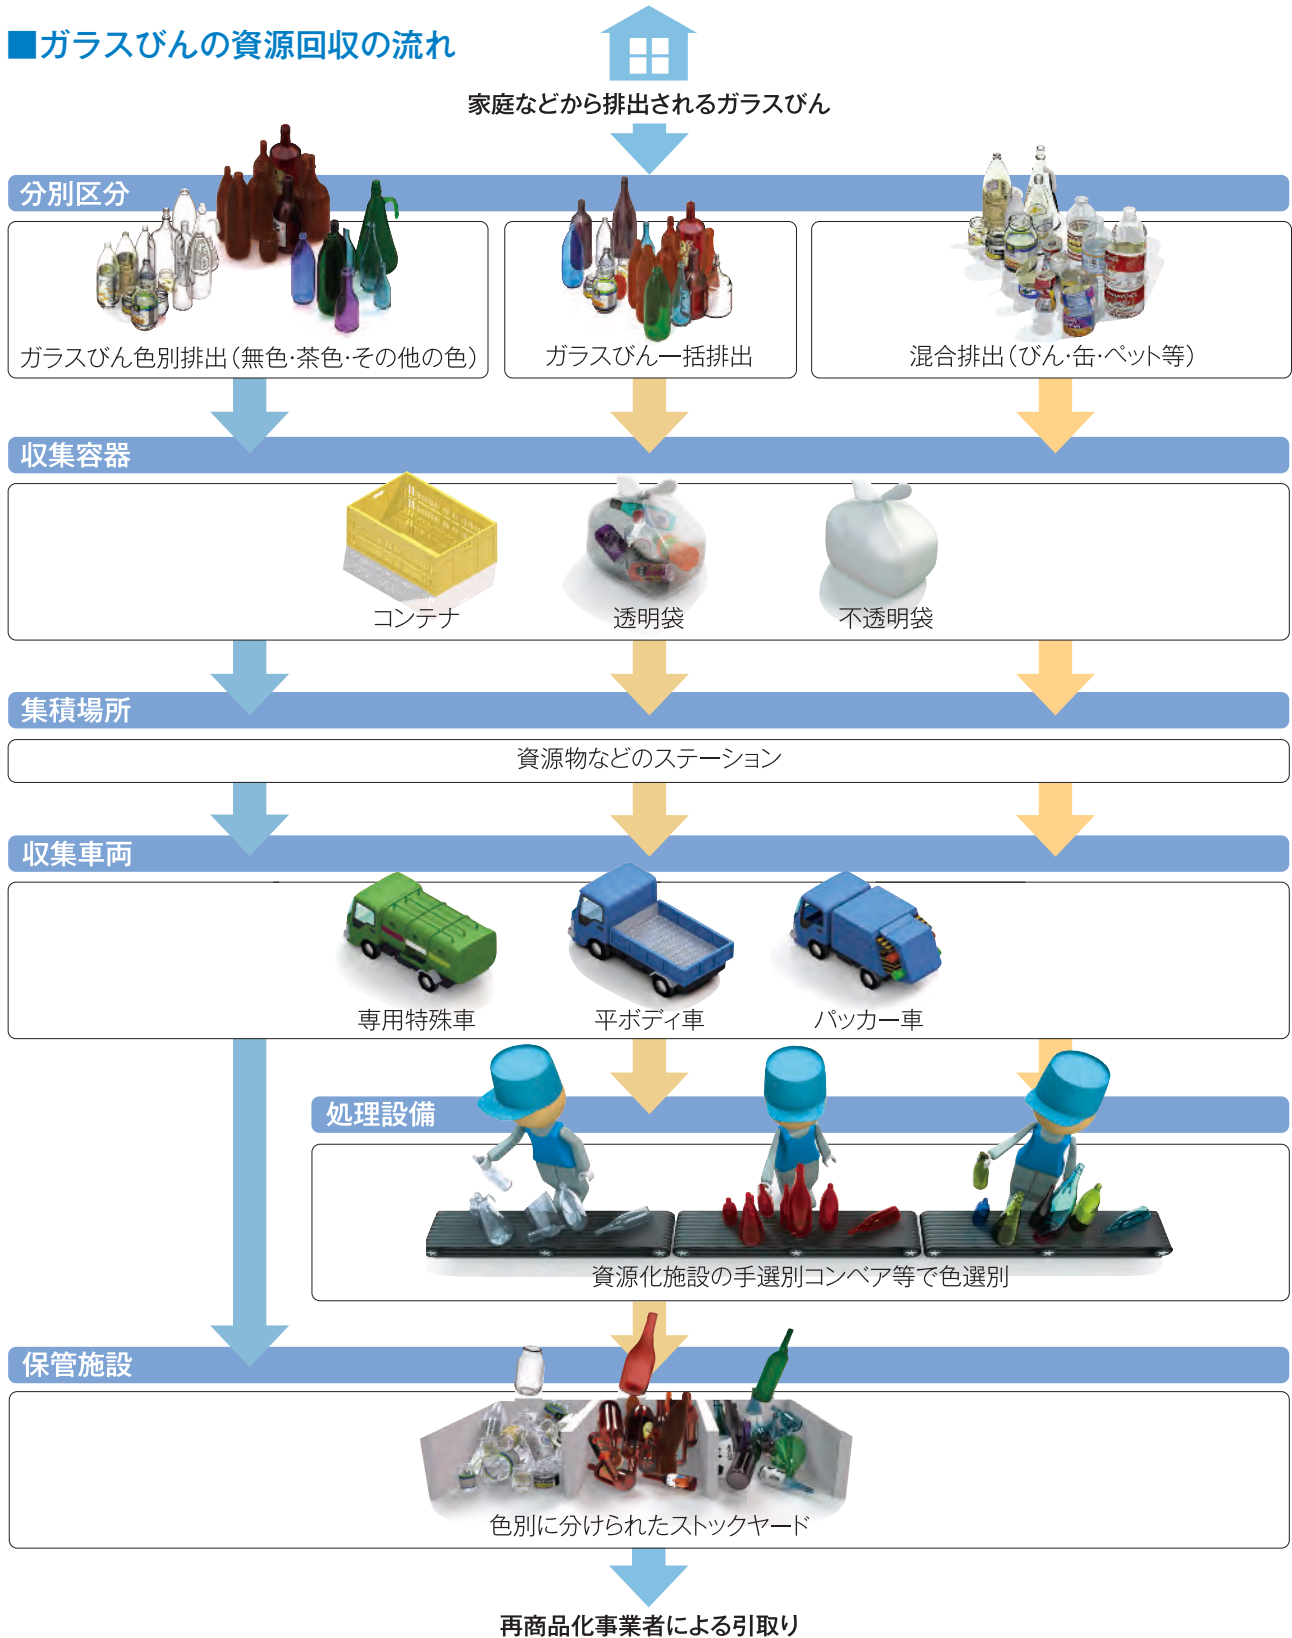 ■ガラスびんの資源回収の流れ
家庭などから排出されるガラスびん
分別区分
ガラスびん色別排出（無色・茶色・その他の色）
ガラスびん一括排出
混合排出（びん・缶・ペット等）
収集容器
コンテナ
透明袋
不透明袋
集積場所
資源物などのステーション
収集車両
専用特殊車
平ボディ車
パッカー車
処理設備
資源化施設の手選別コンベア等で色選別
保管施設
色別に分けられたストックヤード
再商品化事業者による引取り